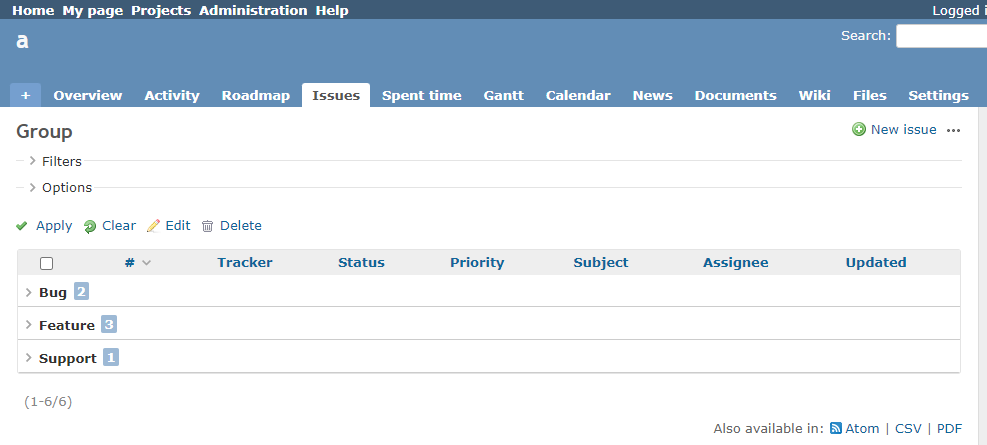 Home My page Projects Administration Help Logged i
a
Search:
+ Overview Activity Roadmap Issues Spent time Gantt Calendar News Documents Wiki Files Settings
Group
New issue ...
Filters
Options
Apply Clear Edit Delete
# Tracker Status Priority Subject Assignee Updated
Bug 2
Feature 3
Support 1
(1-6/6)
Also available in: Atom | CSV | PDF